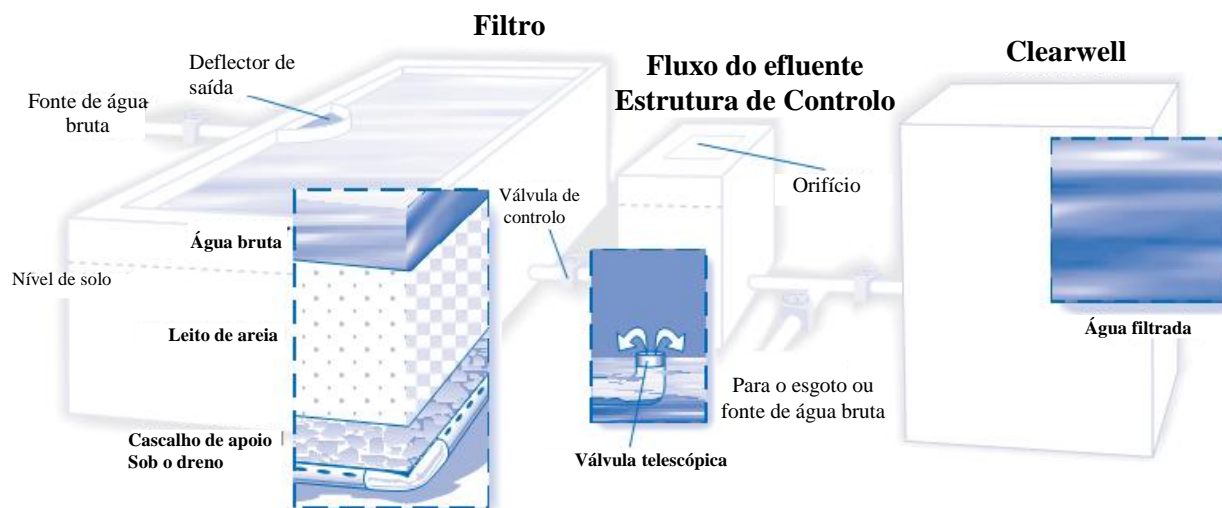 Filtro
Deflector de
saída
Fonte de água
bruta
Fluxo do efluente
Estrutura de Controlo
Clearwell
Orifício
Válvula de
controlo
Água bruta
Nível de solo
Leito de areia
Água filtrada
Para o esgoto ou
fonte de água bruta
Cascalho de apoio
Sob o dreno
Válvula telescópica